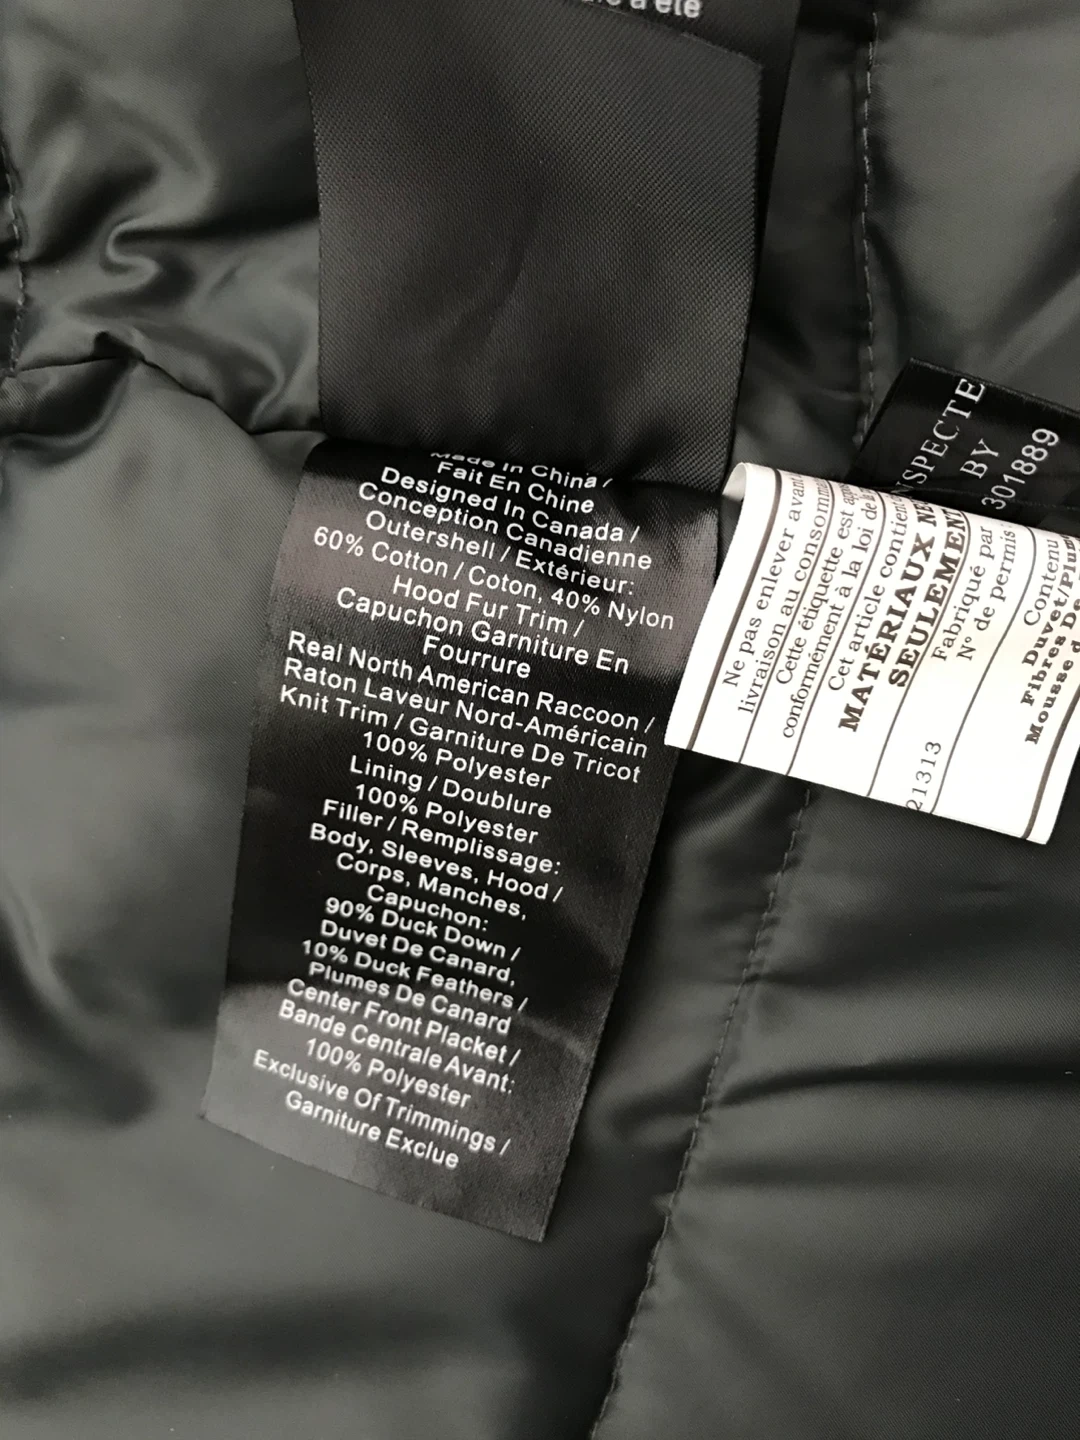 été
Made In China /
Fait En Chine
Designed In Canada /
Conception Canadienne
Outershell / Extérieur:
60% Cotton / Coton, 40% Nylon
Hood Fur Trim /
Capuchon Garniture En
Fourrure
Real North American Raccoon /
Raton Laveur Nord-Américain
Knit Trim / Garniture De Tricot
100% Polyester
Lining / Doublure
100% Polyester
Filler / Remplissage:
Body, Sleeves, Hood /
Corps, Manches,
Capuchon:
90% Duck Down /
Duvet De Canard,
10% Duck Feathers /
Plumes De Canard
Center Front Placket /
Bande Centrale Avant:
100% Polyester
Exclusive Of Trimmings /
Garniture Exclue
NSPECTE
BY
301889
Ne pas enlever avant
livraison au consomm
Cette étiquette est
conformément à la loi de
Cet article contient
MATÉRIAUX NE
SEULEMENT
Fabriqué par
N° de permis:
21313
Contenu
Duvet/Plum
Fibres De
Mousse d